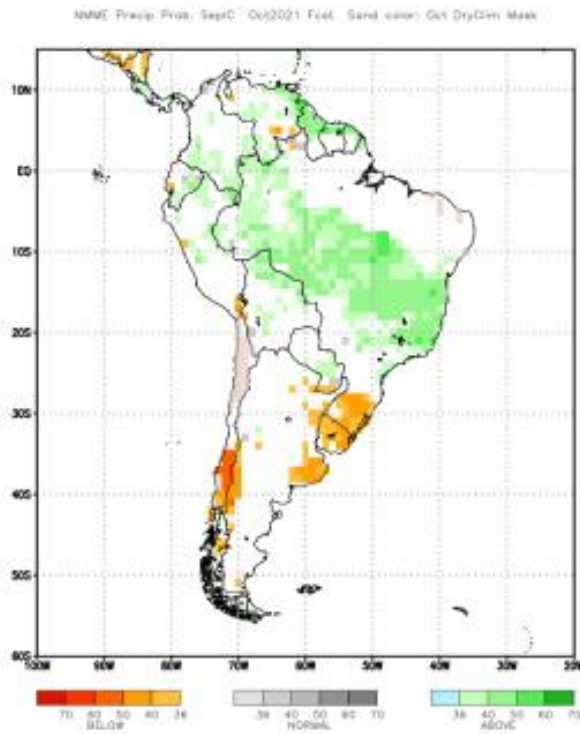 NMME Precip Prob. SepIC Oct2021 Fcst Sand color: Oct DryClim Mask
10N
EQ
10S
20S
30S
40S
50S
60S
100W 90W 80W 70W 60W 50W 40W 30W 20W
70 60 50 40 36 36 40 50 60 70 36 40 50 60 70
BELOW NORMAL ABOVE